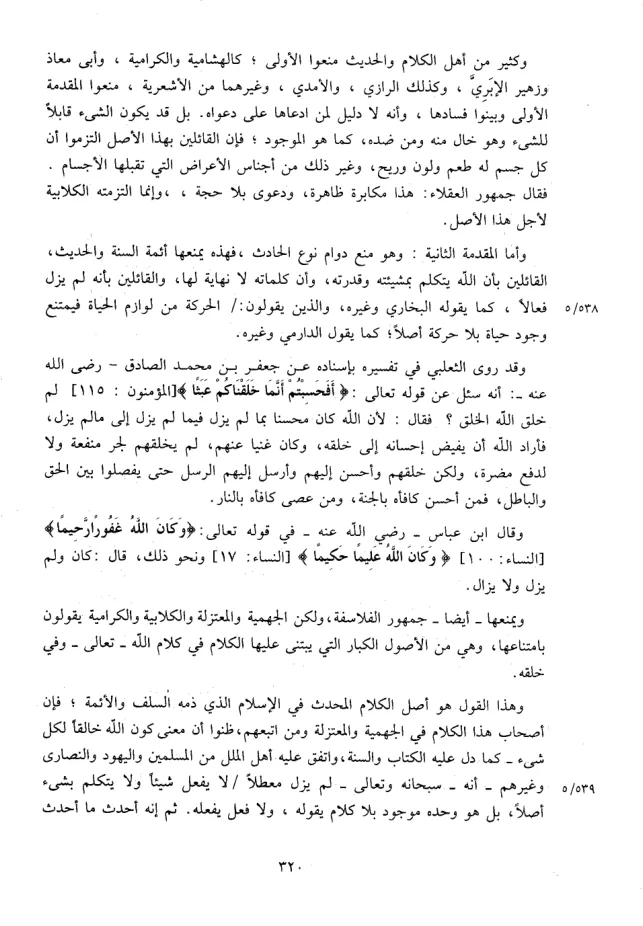 وكثير من أهل الكلام والحديث منعوا الأولى ؛ كالهشامية والكرامية ، وأبى معاذ
وزهير الإبَرِيَّ ، وكذلك الرازي ، والأمدي ، وغيرهما من الأشعرية ، منعوا المقدمة
الأولى وبينوا فسادها ، وأنه لا دليل لمن ادعاها على دعواه. بل قد يكون الشىء قابلاً
للشىء وهو خال منه ومن ضده، كما هو الموجود ؛ فإن القائلين بهذا الأصل التزموا أن
كل جسم له طعم ولون وريح، وغير ذلك من أجناس الأعراض التي تقبلها الأجسام .
فقال جمهور العقلاء: هذا مكابرة ظاهرة، ودعوى بلا حجة ، ،وإنما التزمته الكلابية
لأجل هذا الأصل.
وأما المقدمة الثانية : وهو منع دوام نوع الحادث ،فهذه يمنعها أئمة السنة والحديث،
القائلين بأن الله يتكلم بمشيئته وقدرته، وأن كلماته لا نهاية لها، والقائلين بأنه لم يزل
فعالاً ، كما يقوله البخاري وغيره، والذين يقولون:/ الحركة من لوازم الحياة فيمتنع ٥/٥٣٨
وجود حياة بلا حركة أصلاً؛ كما يقول الدارمي وغيره.
وقد روى الثعلبي في تفسيره بإسناده عـن جعفر بـن محمـد الصادق – رضى الله
عنه ـ: أنه سئل عن قوله تعالى :﴿ أَفَحَسِبْتُمْ أَنَّمَا خَلَقْنَاكُمْ عَبَثًا ﴾[المؤمنون : ١١٥] لم
خلق الله الخلق ؟ فقال : لأن الله كان محسنا بما لم يزل فيما لم يزل إلى مالم يزل،
فأراد الله أن يفيض إحسانه إلى خلقه، وكان غنيا عنهم، لم يخلقهم لجر منفعة ولا
لدفع مضرة، ولكن خلقهم وأحسن إليهم وأرسل إليهم الرسل حتى يفصلوا بين الحق
والباطل، فمن أحسن كافأه بالجنة، ومن عصى كافأه بالنار.
وقال ابن عباس ـ رضي الله عنه ـ في قوله تعالى:﴿وَكَانَ اللَّهُ غَفُورًارَّحِيمًا﴾
[النساء: ١٠٠] ﴿ وَكَانَ اللَّهُ عَلِيمًا حَكِيمًا ﴾ [النساء: ١٧] ونحو ذلك، قال :كان ولم
يزل ولا يزال.
ويمنعها ـ أيضا ـ جمهور الفلاسفة،ولكن الجهمية والمعتزلة والكلابية والكرامية يقولون
بامتناعها، وهي من الأصول الكبار التي يبتنى عليها الكلام في كلام الله ـ تعالى ـ وفي
خلقه.
وهذا القول هو أصل الكلام المحدث في الإسلام الذي ذمه السلف والأئمة ؛ فإن
أصحاب هذا الكلام في الجهمية والمعتزلة ومن اتبعهم،ظنوا أن معنى كون الله خالقاً لكل
شىء ـ كما دل عليه الكتاب والسنة،واتفق عليه أهل الملل من المسلمين واليهود والنصارى
وغيرهم ـ أنه ـ سبحانه وتعالى ـ لم يزل معطلاً /لا يفعل شيئاً ولا يتكلم بشىء ٥/٥٣٩
أصلاً، بل هو وحده موجود بلا كلام يقوله ، ولا فعل يفعله. ثم إنه أحدث ما أحدث
٣٢٠